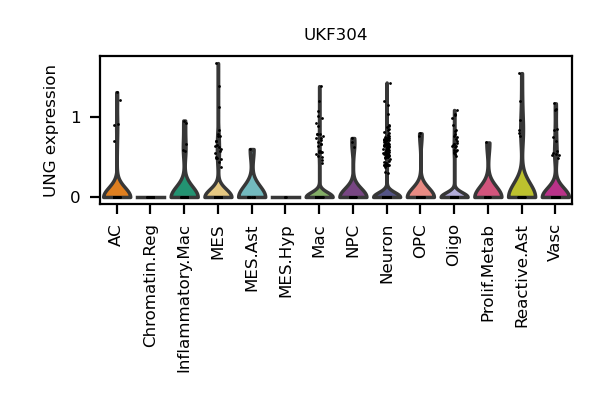 UKF304
UNG expression
1
0
AC
Chromatin.Reg
Inflammatory.Mac
MES
MES.Ast
MES.Hyp
Mac
NPC
Neuron
OPC
Oligo
Prolif.Metab
Reactive.Ast
Vasc